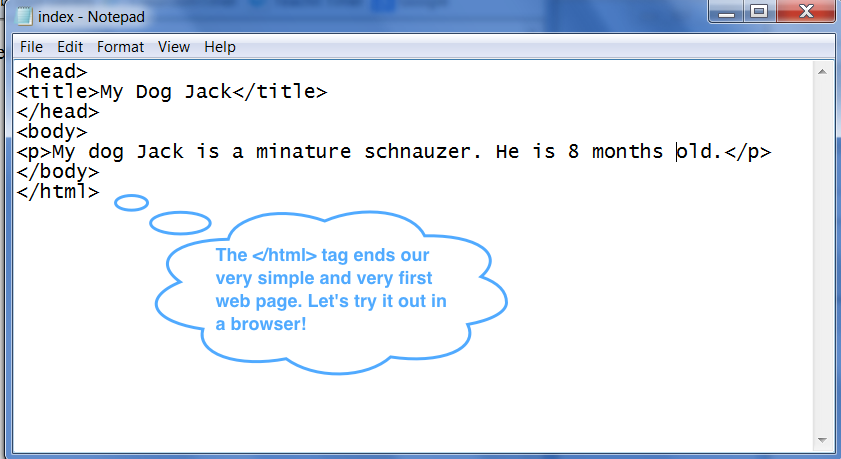 index - Notepad
File Edit Format View Help
<head>
<title>My Dog Jack</title>
</head>
<body>
<p>My dog Jack is a minature schnauzer. He is 8 months old.</p>
</body>
</html>
The </html> tag ends our
very simple and very first
web page. Let's try it out in
a browser!